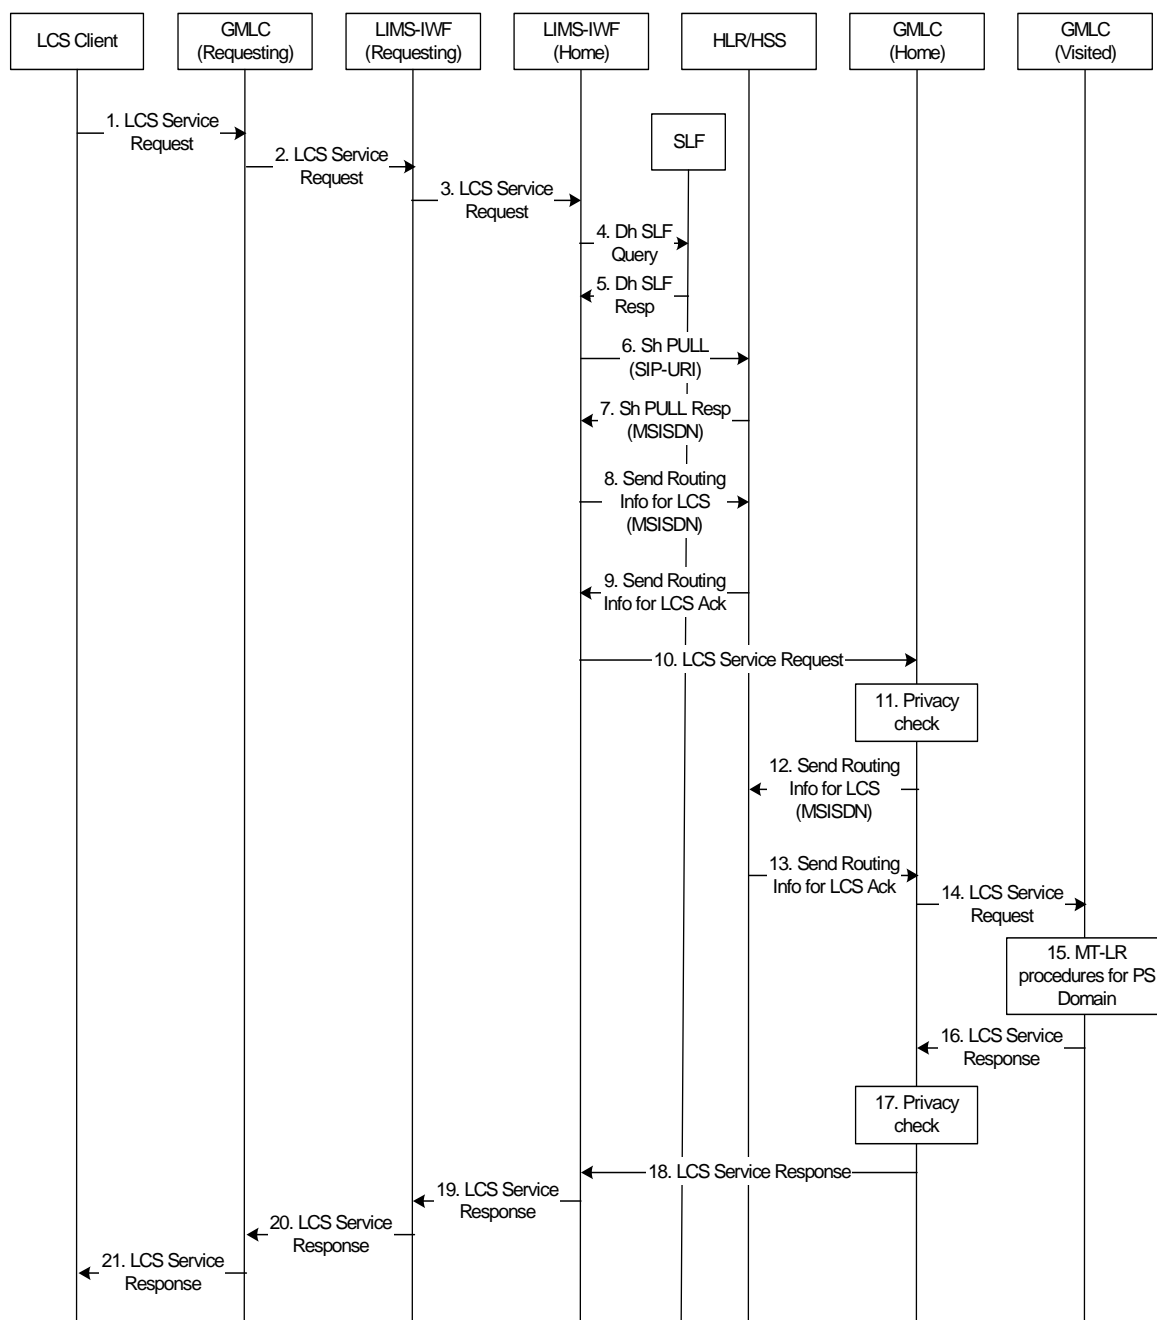 LCS Client
GMLC
(Requesting)
LIMS-IWF
(Requesting)
LIMS-IWF
(Home)
HLR/HSS
GMLC
(Home)
GMLC
(Visited)
1. LCS Service
Request
SLF
2. LCS Service
Request
3. LCS Service
Request
4. Dh SLF
Query
5. Dh SLF
Resp
6. Sh PULL
(SIP-URI)
7. Sh PULL Resp
(MSISDN)
8. Send Routing
Info for LCS
(MSISDN)
9. Send Routing
Info for LCS Ack
10. LCS Service Request
11. Privacy
check
12. Send Routing
Info for LCS
(MSISDN)
13. Send Routing
Info for LCS Ack
14. LCS Service
Request
15. MT-LR
procedures for PS
Domain
16. LCS Service
Response
17. Privacy
check
18. LCS Service Response
19. LCS Service
Response
20. LCS Service
Response
21. LCS Service
Response